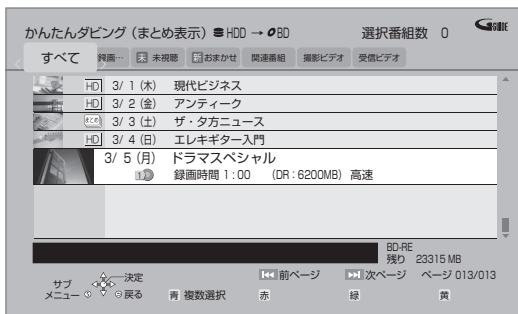 かんたんダビング (まとめ表示) HDD → BD 選択番組数 0 G-GUIDE
すべて 未 未視聴 新 おまかせ 関連番組 撮影ビデオ 受信ビデオ
HD 3/ 1 (木) 現代ビジネス
HD 3/ 2 (金) アンティーク
まとめ 3/ 3 (土) ザ・夕方ニュース
HD 3/ 4 (日) エレキギター入門
3/ 5 (月) ドラマスペシャル
録画時間 1:00 (DR:6200MB) 高速
BD-RE
残り 23315 MB
前ページ 次ページ ページ 013/013
サブメニュー 決定 戻る 青 複数選択 赤 緑 黄